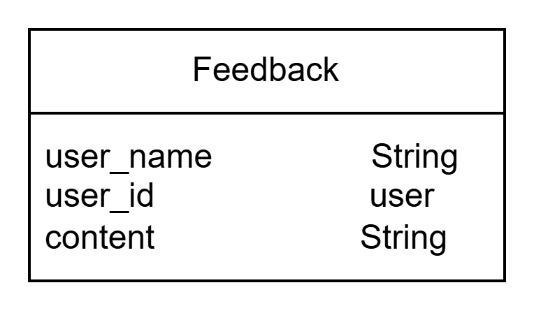 Feedback
user_name String
user_id user
content String